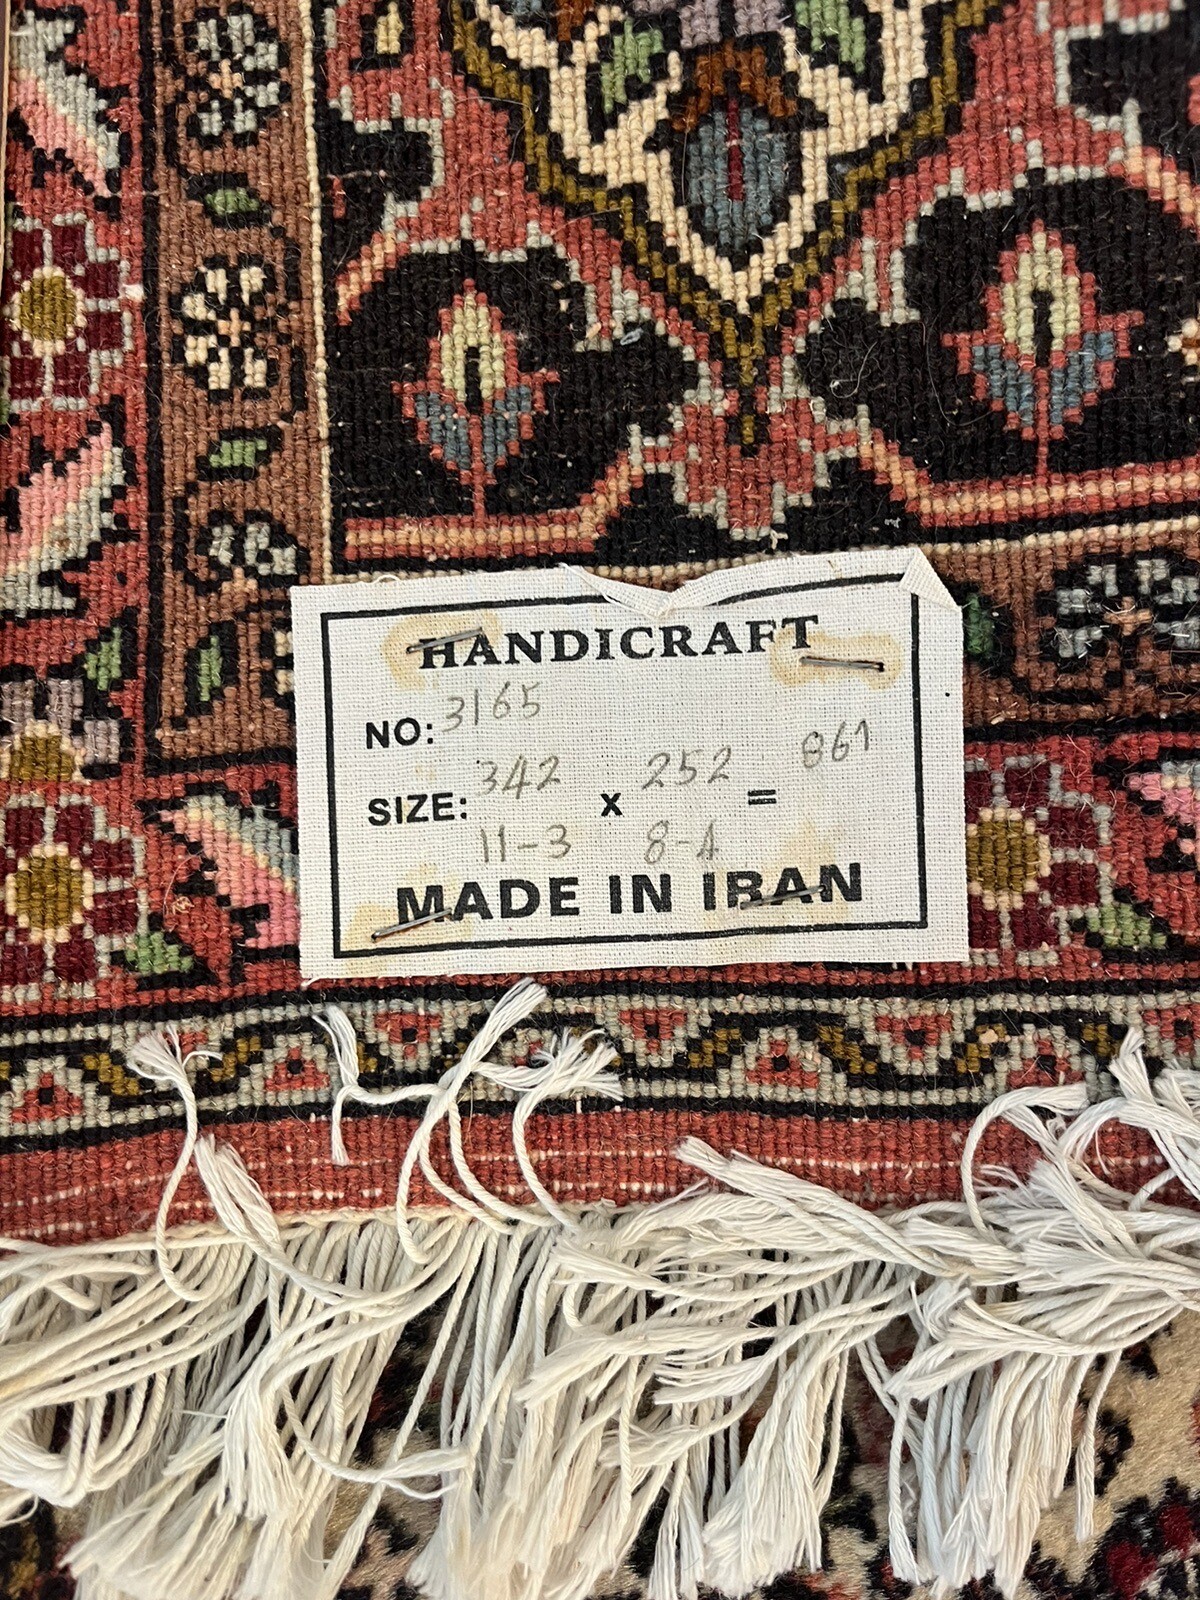 HANDICRAFT
NO: 3165
SIZE: 342 x 252 = 861
11-3 8-4
MADE IN IRAN